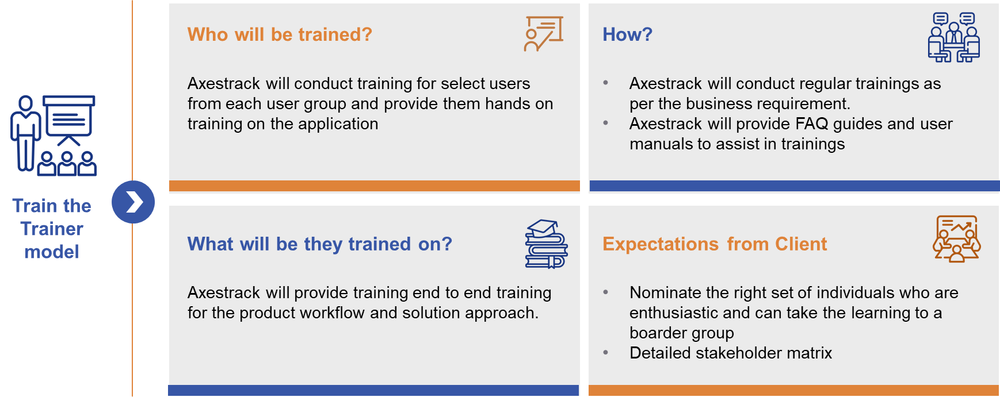 Train the
Trainer
model
Who will be trained?
Axestrack will conduct training for select users
from each user group and provide them hands on
training on the application
How?
• Axestrack will conduct regular trainings as
per the business requirement.
• Axestrack will provide FAQ guides and user
manuals to assist in trainings
What will be they trained on?
Axestrack will provide training end to end training
for the product workflow and solution approach.
Expectations from Client
• Nominate the right set of individuals who are
enthusiastic and can take the learning to a
boarder group
• Detailed stakeholder matrix